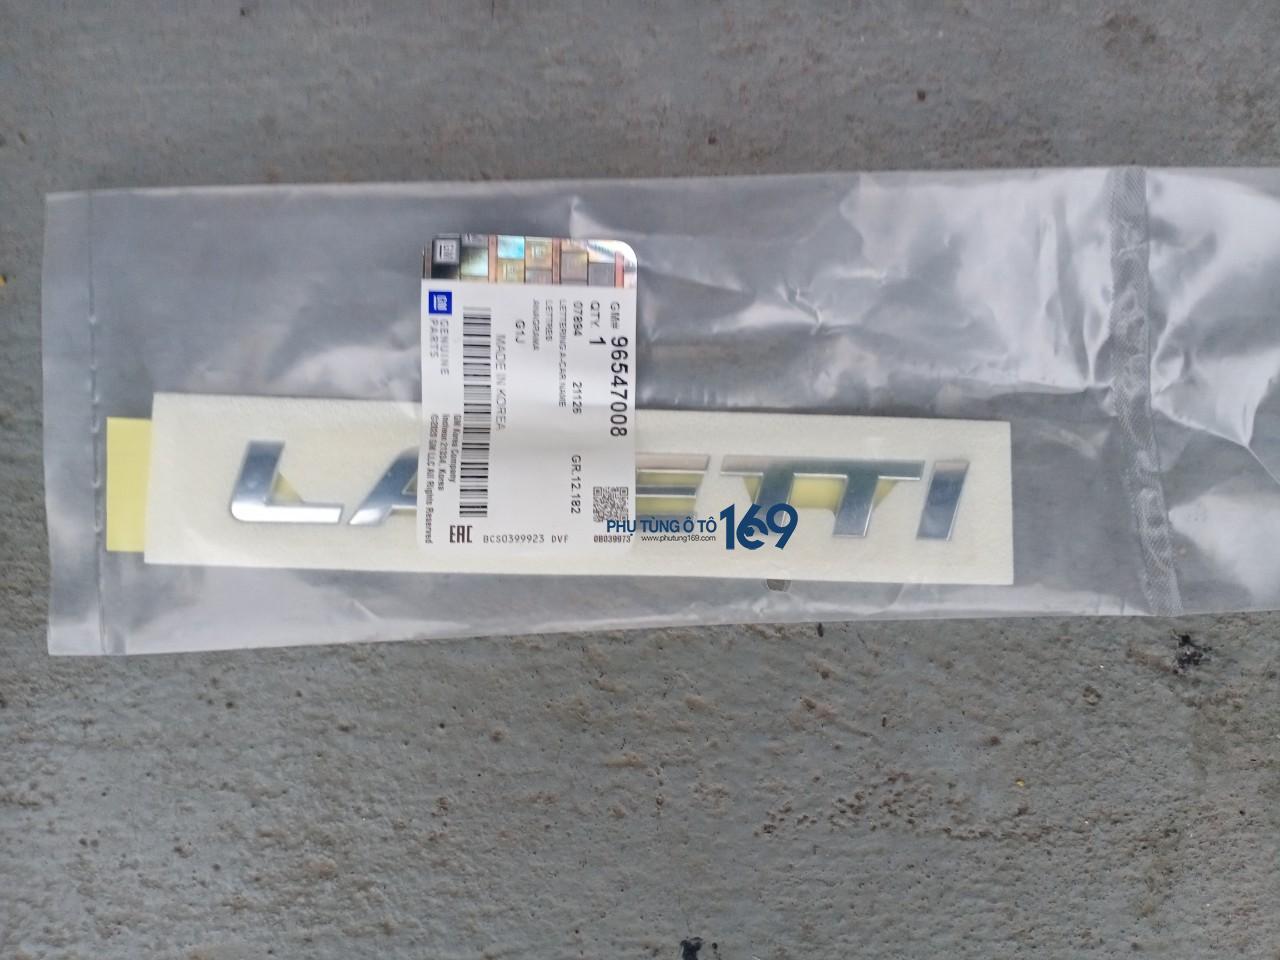 GM
GENUINE
PARTS
GM# 96547008
QTY. 1
07894 21126 GR.12.182
LETTERING A-CAR NAME
LETTRES
ANAGRAMA
G1J
MADE IN KOREA
GM Korea Company
Incheon 21334, Korea
©2020 GM LLC All Rights Reserved
EAC BCS0399923 DVF 0B039973
LA ETTI
PHỤ TÙNG Ô TÔ 169
www.phutung169.com